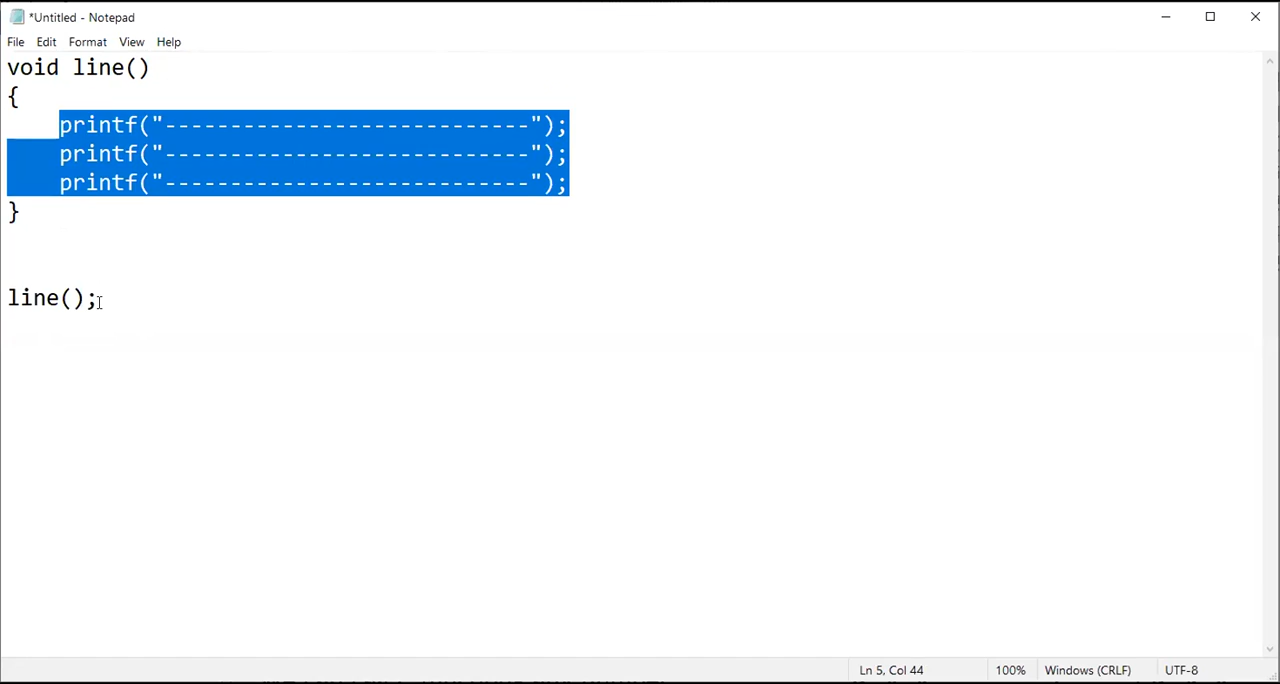 *Untitled - Notepad
File Edit Format View Help
void line()
{
    printf("----------------------------");
    printf("----------------------------");
    printf("----------------------------");
}
line();
Ln 5, Col 44 100% Windows (CRLF) UTF-8